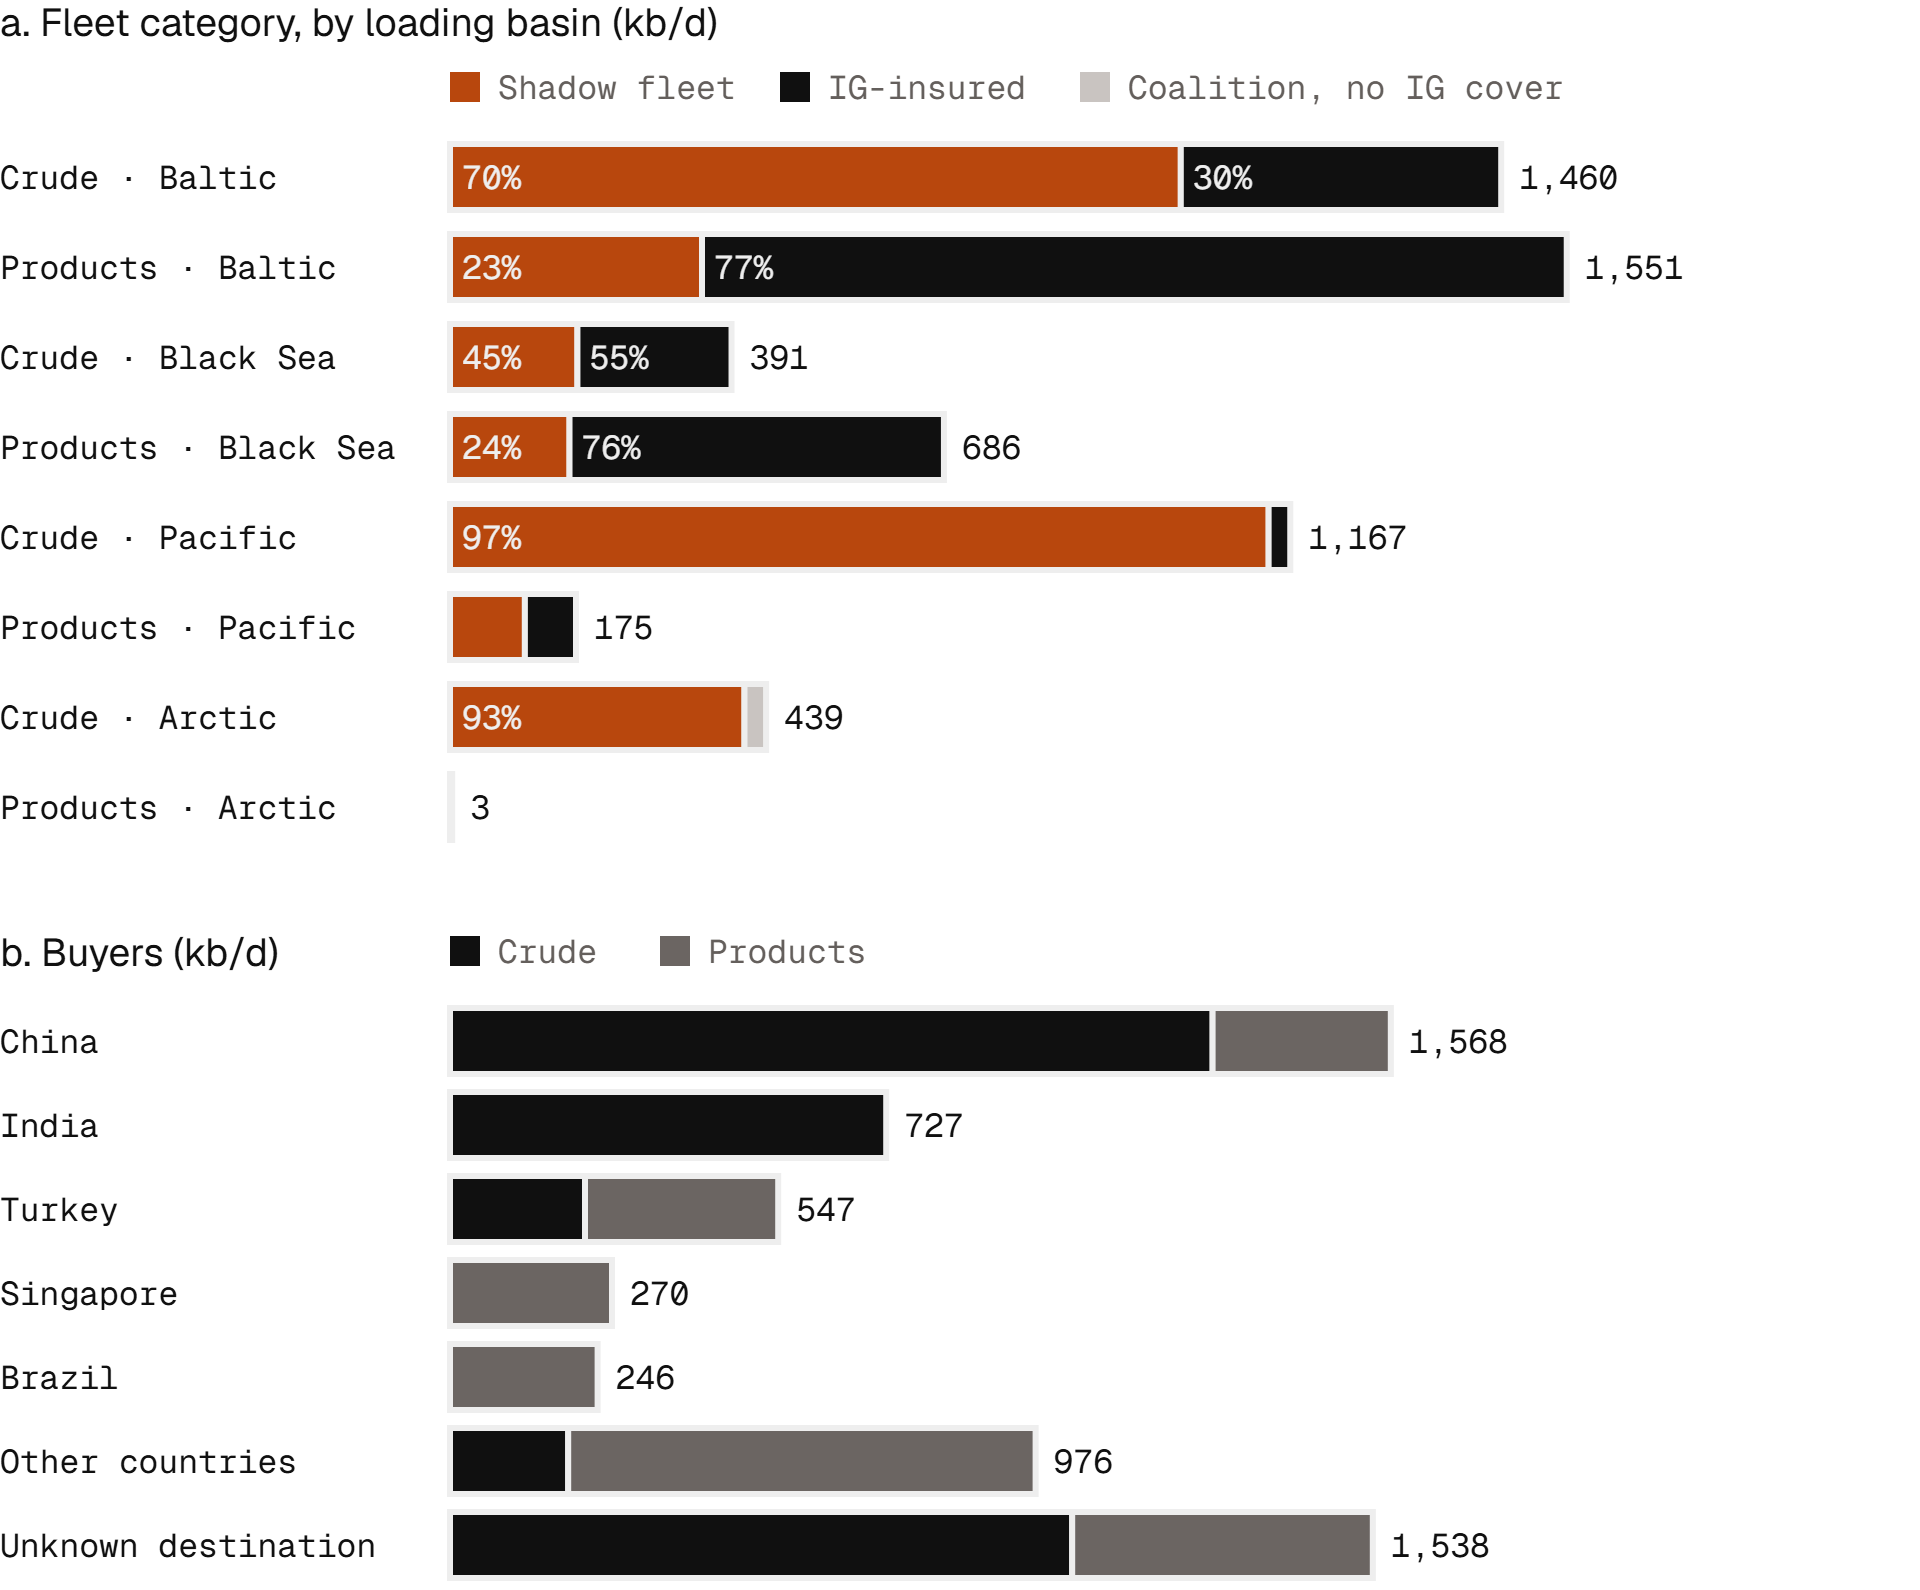 a. Fleet category, by loading basin (kb/d)
Shadow fleet IG-insured Coalition, no IG cover
Crude · Baltic 70% 30% 1,460
Products · Baltic 23% 77% 1,551
Crude · Black Sea 45% 55% 391
Products · Black Sea 24% 76% 686
Crude · Pacific 97% 1,167
Products · Pacific 175
Crude · Arctic 93% 439
Products · Arctic 3
b. Buyers (kb/d) Crude Products
China 1,568
India 727
Turkey 547
Singapore 270
Brazil 246
Other countries 976
Unknown destination 1,538